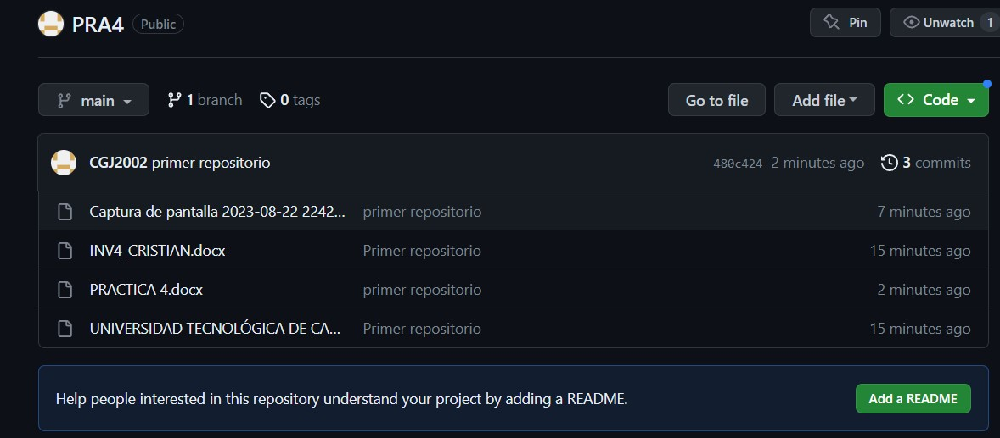 PRA4 Public Pin Unwatch 1
main 1 branch 0 tags Go to file Add file <> Code
CGJ2002 primer repositorio 480c424 2 minutes ago 3 commits
Captura de pantalla 2023-08-22 2242... primer repositorio 7 minutes ago
INV4_CRISTIAN.docx Primer repositorio 15 minutes ago
PRACTICA 4.docx primer repositorio 2 minutes ago
UNIVERSIDAD TECNOLÓGICA DE CA... Primer repositorio 15 minutes ago
Help people interested in this repository understand your project by adding a README. Add a README